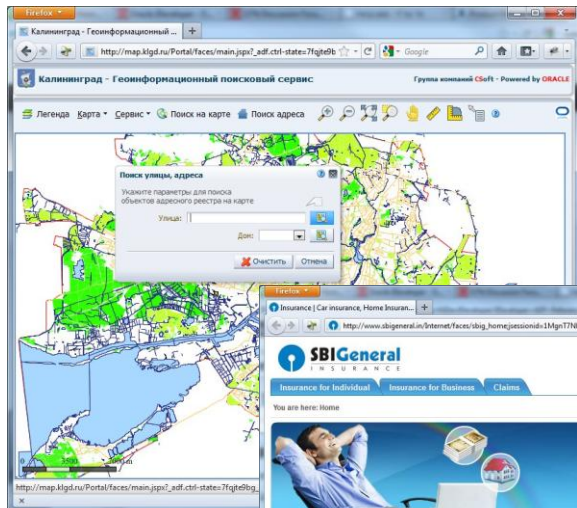 Firefox
Калининград - Геоинформационный ...
http://map.klgd.ru/Portal/faces/main.jspx?_adf.ctrl-state=7fqjte9b
Google
Калининград - Геоинформационный поисковый сервис
Группа компаний CSoft - Powered by ORACLE
Легенда Карта Сервис Поиск на карте Поиск адреса
Поиск улицы, адреса
Укажите параметры для поиска
объектов адресного реестра на карте
Улица:
Дом:
Очистить Отмена
Firefox
Insurance | Car insurance, Home Insuran...
http://www.sbigeneral.in/Internet/faces/sbig_home;jsessionid=1MgnT7N
SBIGeneral
INSURANCE
Insurance for Individual Insurance for Business Claims
You are here: Home
0 3500 7000 m
http://map.klgd.ru/Portal/faces/main.jspx?_adf.ctrl-state=7fqjte9bg_